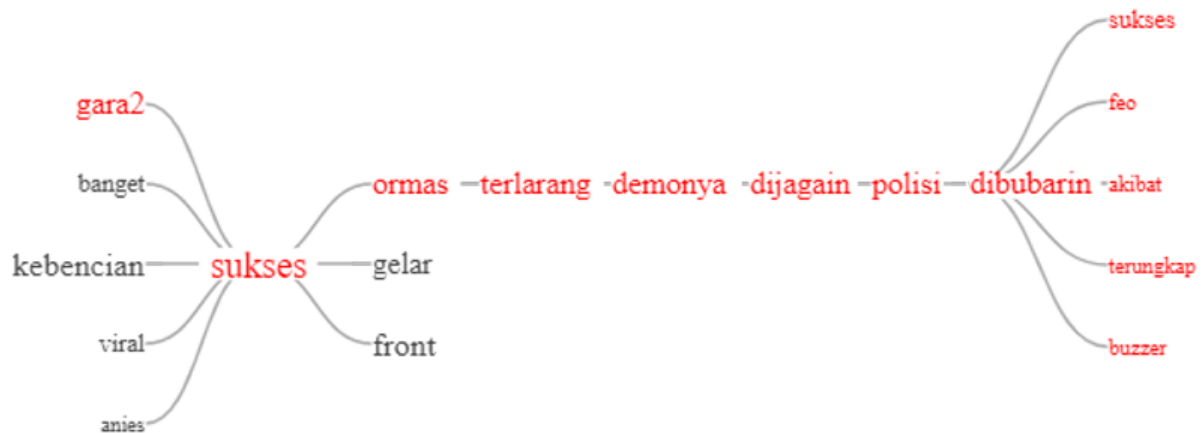 sukses
gara2
feo
banget
ormas terlarang demonya dijagain polisi dibubarin akibat
kebencian sukses gelar
terungkap
viral
front
buzzer
anies